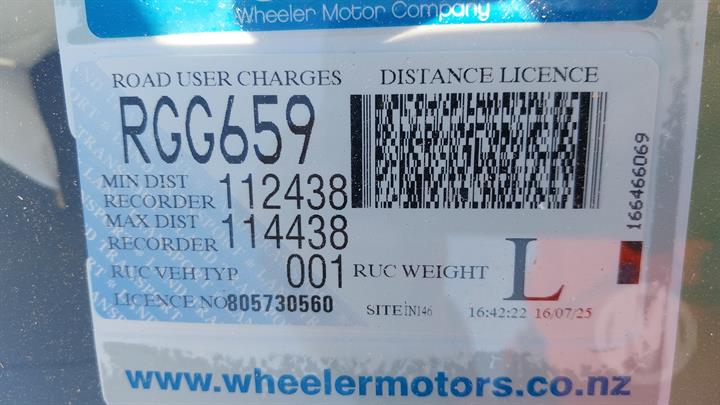 Wheeler Motor Company
ROAD USER CHARGES DISTANCE LICENCE
RGG659
MIN DIST RECORDER 112438
MAX DIST RECORDER 114438
RUC VEH TYP 001 RUC WEIGHT L
LICENCE NO 805730560 SITE IN146 16:42:22 16/07/25
166466069
www.wheelermotors.co.nz